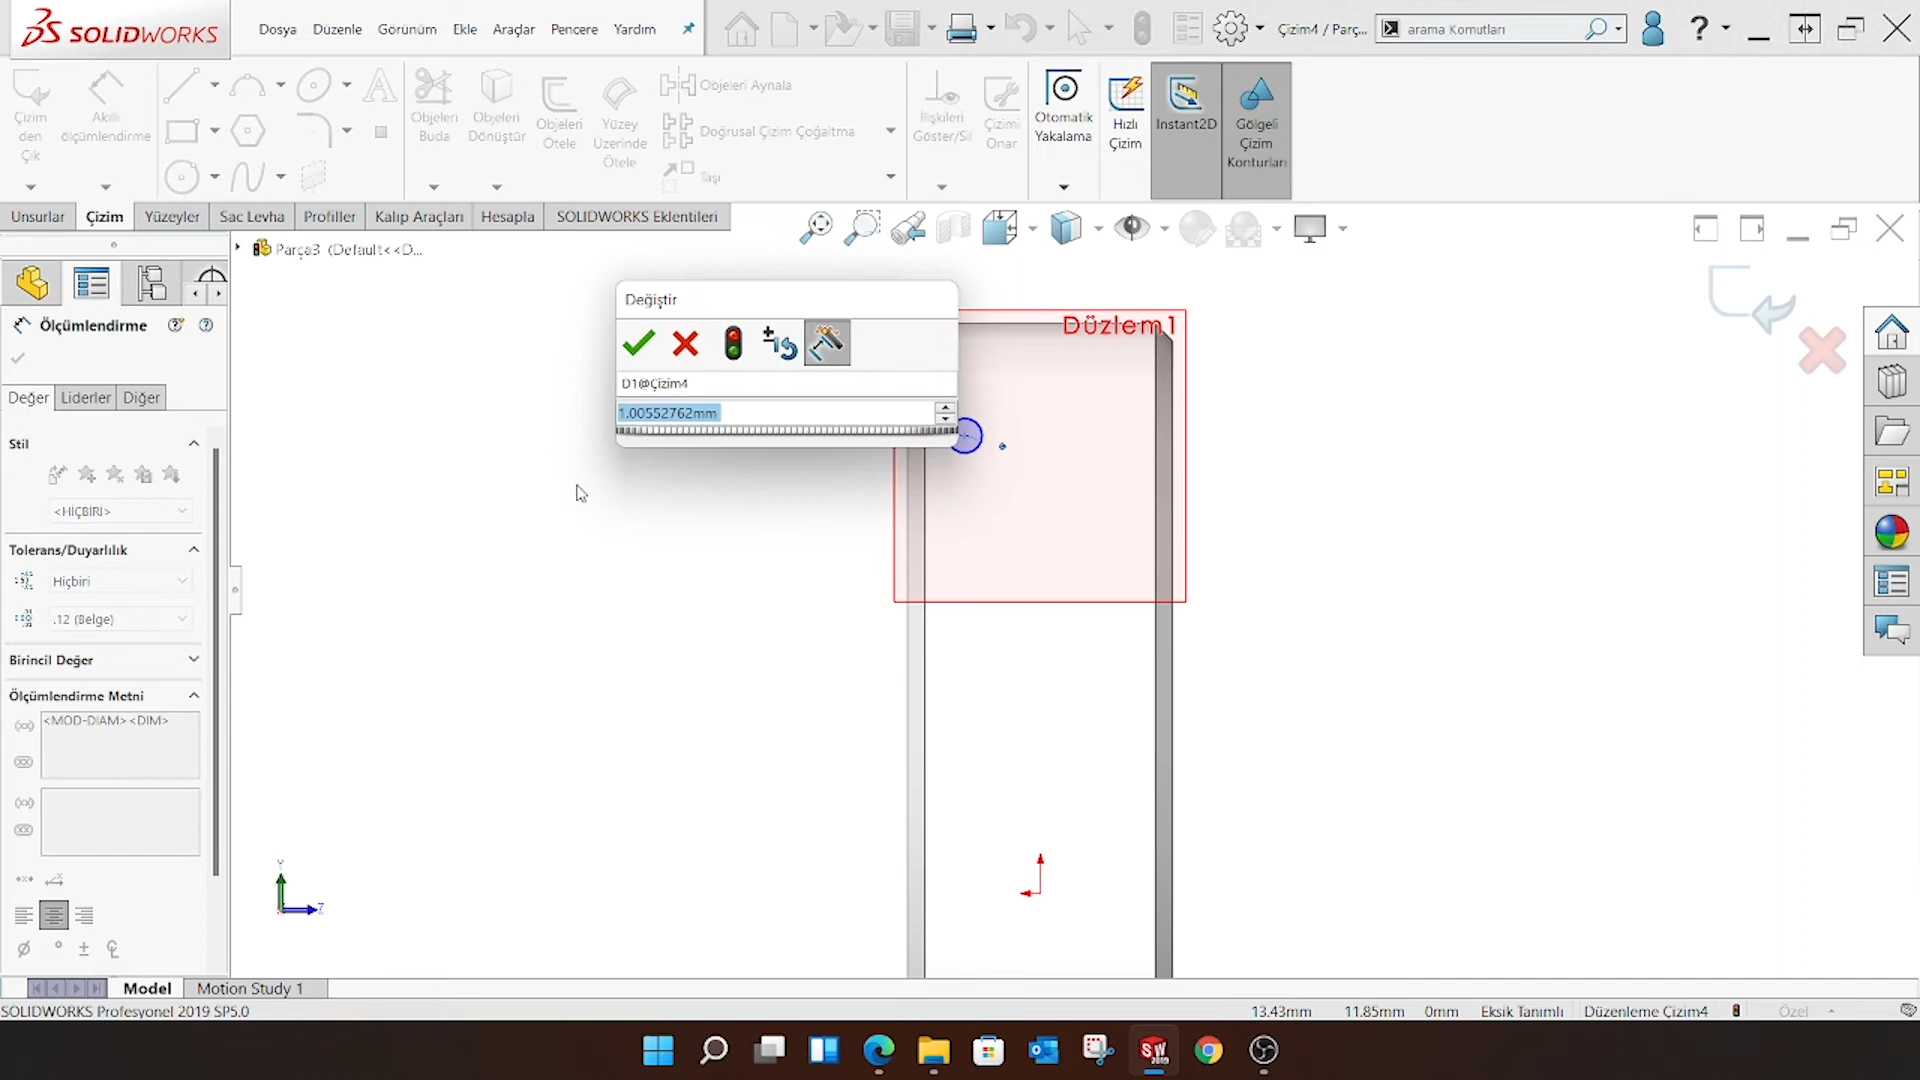 SOLIDWORKS
Dosya Düzenle Görünüm Ekle Araçlar Pencere Yardım
Çizim4 / Parç...
arama Komutları
Çizim
den
Çık
Akıllı
ölçümlendirme
Objeleri
Buda
Objeleri
Dönüştür
Objeleri
Ötele
Yüzey
Üzerinde
Ötele
Objeleri Aynala
Doğrusal Çizim Çoğaltma
Taşı
İlişkileri
Göster/Sil
Çizimi
Onar
Otomatik
Yakalama
Hızlı
Çizim
Instant2D
Gölgeli
Çizim
Konturları
Unsurlar Çizim Yüzeyler Sac Levha Profiller Kalıp Araçları Hesapla SOLIDWORKS Eklentileri
Parça3 (Default<<D...
Değiştir
D1@Çizim4
1.00552762mm
Düzlem1
Ölçümlendirme
Değer Liderler Diğer
Stil
<HİÇBİRİ>
Tolerans/Duyarlılık
Hiçbiri
.12 (Belge)
Birincil Değer
Ölçümlendirme Metni
<MOD-DIAM><DIM>
Y
Z
Model Motion Study 1
SOLIDWORKS Profesyonel 2019 SP5.0
13.43mm 11.85mm 0mm Eksik Tanımlı Düzenleme Çizim4 Özel
SW
2019